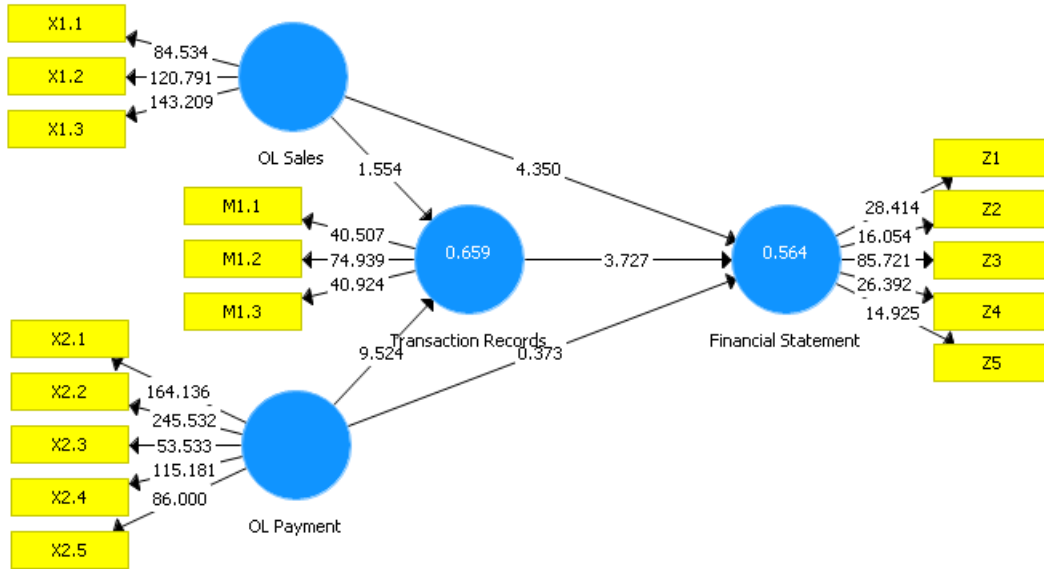 X1.1
84.534
X1.2
120.791
X1.3
143.209
OL Sales
1.554
4.350
M1.1
40.507
M1.2
74.939
M1.3
40.924
0.659
Transaction Records
3.727
0.564
Financial Statement
Z1
28.414
Z2
16.054
Z3
85.721
Z4
26.392
Z5
14.925
9.524
0.373
X2.1
164.136
X2.2
245.532
X2.3
53.533
X2.4
115.181
X2.5
86.000
OL Payment